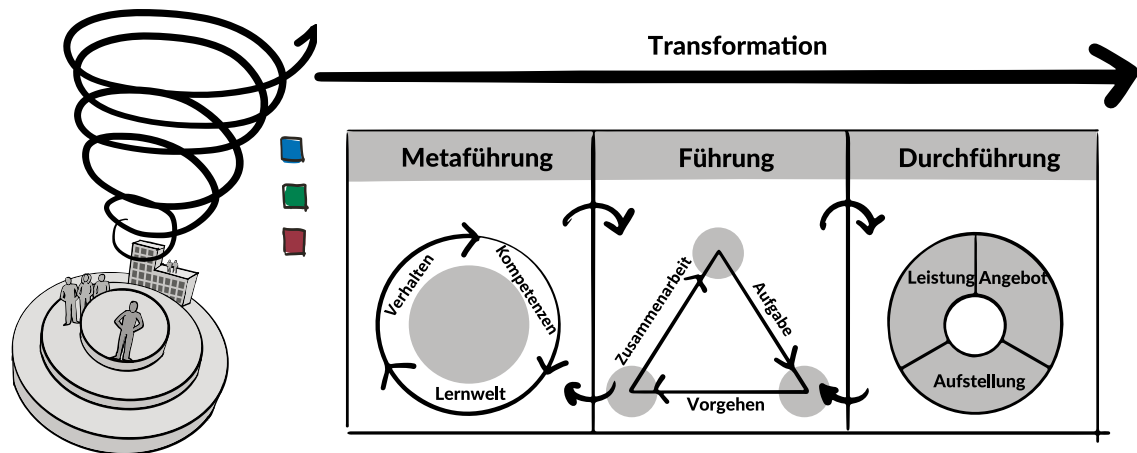 Transformation
Metaführung
Führung
Durchführung
Verhalten
Kompetenzen
Lernwelt
Zusammenarbeit
Aufgabe
Vorgehen
Leistung
Angebot
Aufstellung